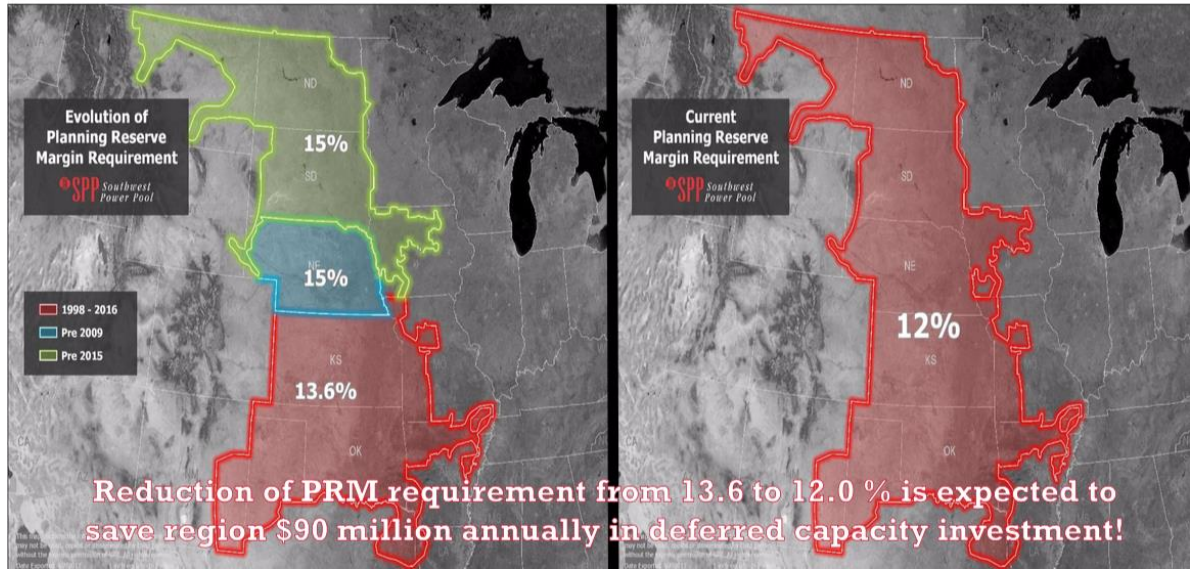 Evolution of
Planning Reserve
Margin Requirement
SPP Southwest
Power Pool
ND
15%
SD
NE
15%
1998 - 2016
Pre 2009
Pre 2015
KS
13.6%
CA
OK
Current
Planning Reserve
Margin Requirement
SPP Southwest
Power Pool
ND
SD
NE
12%
KS
CA
OK
Reduction of PRM requirement from 13.6 to 12.0 % is expected to
save region $90 million annually in deferred capacity investment!